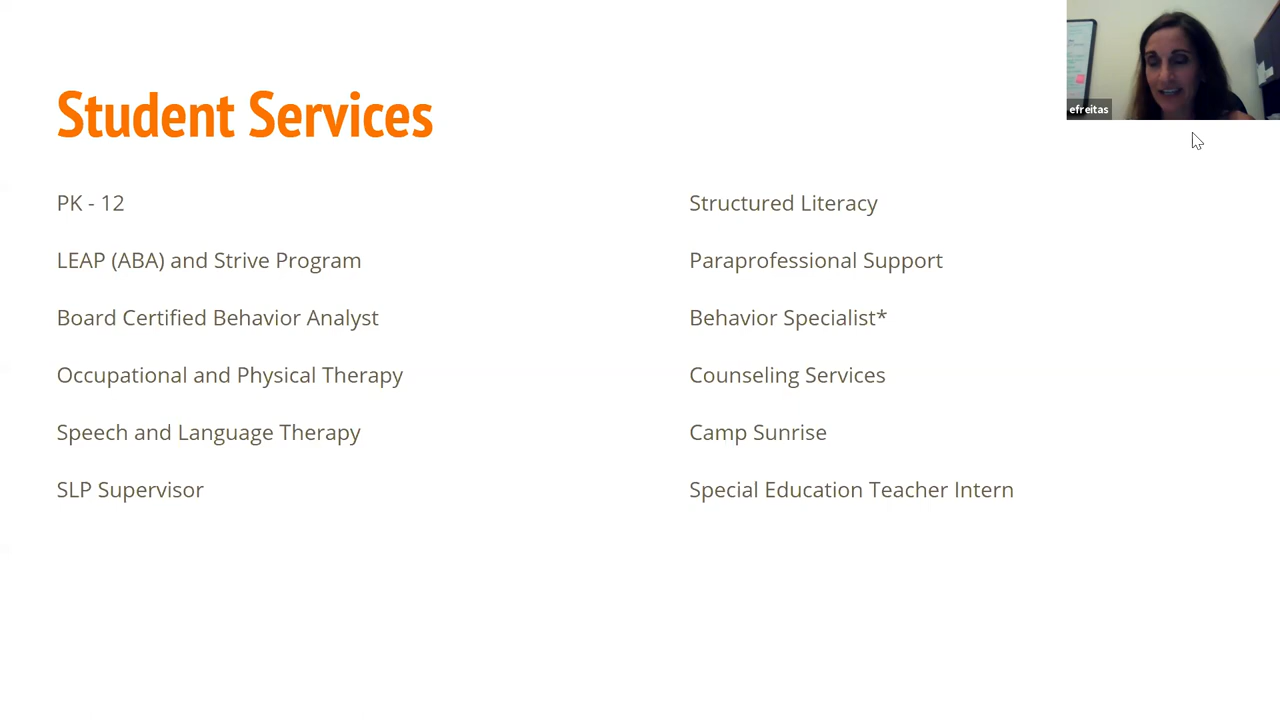 Student Services
PK - 12
LEAP (ABA) and Strive Program
Board Certified Behavior Analyst
Occupational and Physical Therapy
Speech and Language Therapy
SLP Supervisor
Structured Literacy
Paraprofessional Support
Behavior Specialist*
Counseling Services
Camp Sunrise
Special Education Teacher Intern
efreitas